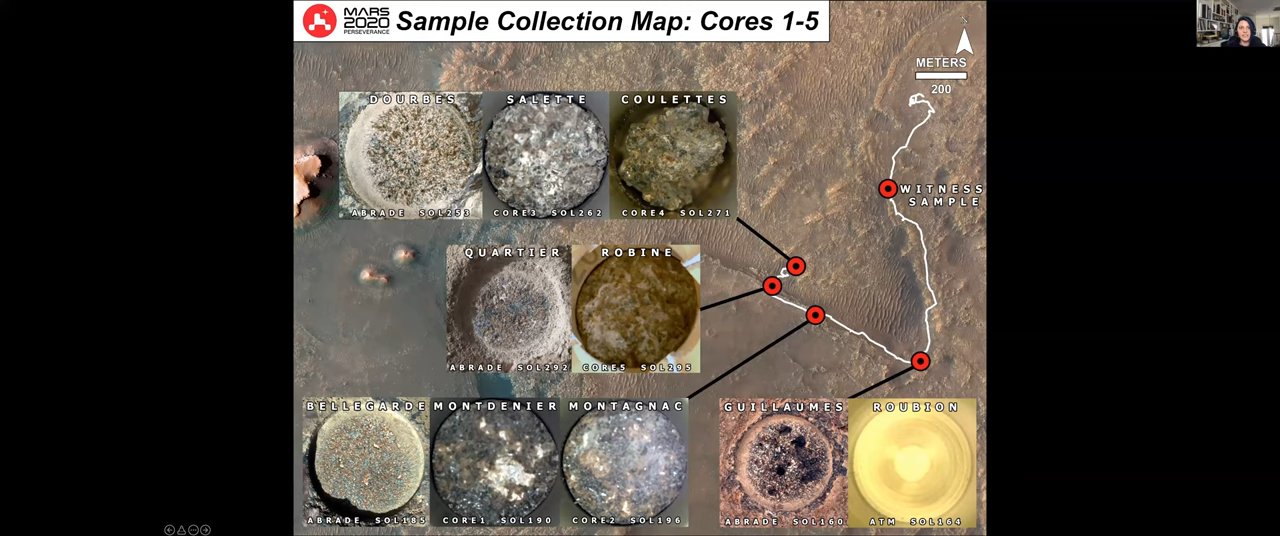 MARS
2020
PERSEVERANCE
Sample Collection Map: Cores 1-5
N
METERS
200
WITNESS
SAMPLE
DOURBES SALETTE COULETTES
ABRADE SOL253 CORE3 SOL262 CORE4 SOL271
QUARTIER ROBINE
ABRADE SOL292 CORE5 SOL295
BELLEGARDE MONTDENIER MONTAGNAC
ABRADE SOL185 CORE1 SOL190 CORE2 SOL196
GUILLAUMES ROUBION
ABRADE SOL160 ATM SOL164